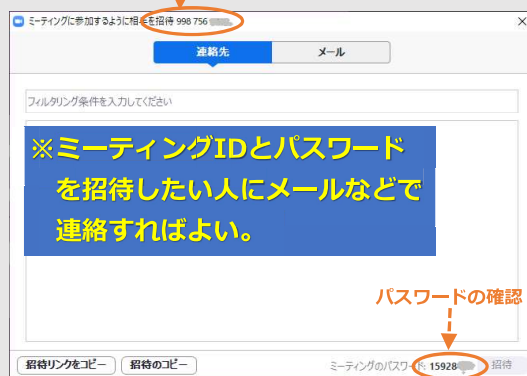 ミーティングに参加するように相手を招待 998 756
連絡先 メール
フィルタリング条件を入力してください
※ミーティングIDとパスワード
を招待したい人にメールなどで
連絡すればよい。
パスワードの確認
招待リンクをコピー 招待のコピー ミーティングのパスワード: 15928 招待